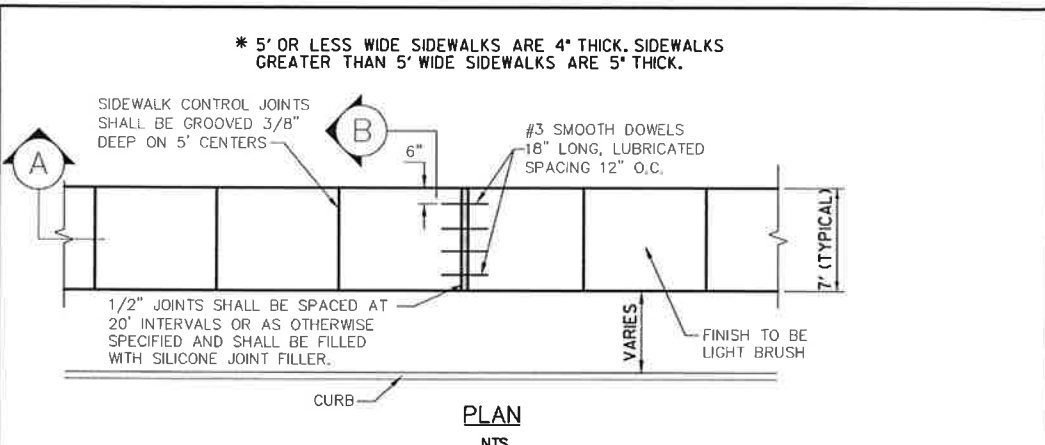 * 5' OR LESS WIDE SIDEWALKS ARE 4" THICK. SIDEWALKS
GREATER THAN 5' WIDE SIDEWALKS ARE 5" THICK.
SIDEWALK CONTROL JOINTS
SHALL BE GROOVED 3/8"
DEEP ON 5' CENTERS
A
B
6"
#3 SMOOTH DOWELS
18" LONG, LUBRICATED
SPACING 12" O.C.
7' (TYPICAL)
1/2" JOINTS SHALL BE SPACED AT
20' INTERVALS OR AS OTHERWISE
SPECIFIED AND SHALL BE FILLED
WITH SILICONE JOINT FILLER.
VARIES
FINISH TO BE
LIGHT BRUSH
CURB
PLAN
NTS